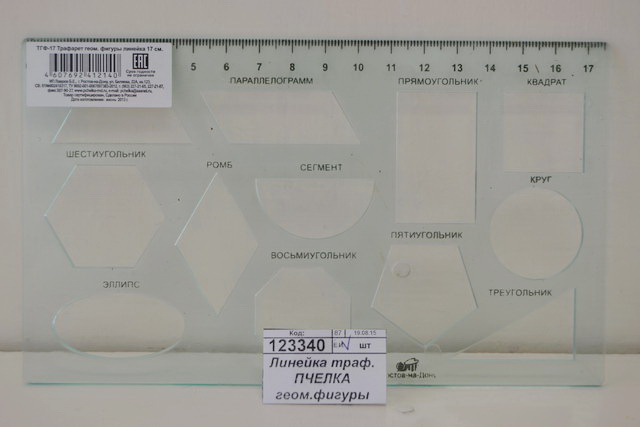 ТГФ-17 Трафарет геом. фигуры линейка 17 см.
4607692412140
EAC
5 6 7 8 9 10 11 12 13 14 15 16 17
ПАРАЛЛЕЛОГРАММ
ПРЯМОУГОЛЬНИК
КВАДРАТ
ШЕСТИУГОЛЬНИК
РОМБ
СЕГМЕНТ
КРУГ
ПЯТИУГОЛЬНИК
ВОСЬМИУГОЛЬНИК
ЭЛЛИПС
ТРЕУГОЛЬНИК
Код:
123340
шт
Линейка траф.
ПЧЕЛКА
геом.фигуры